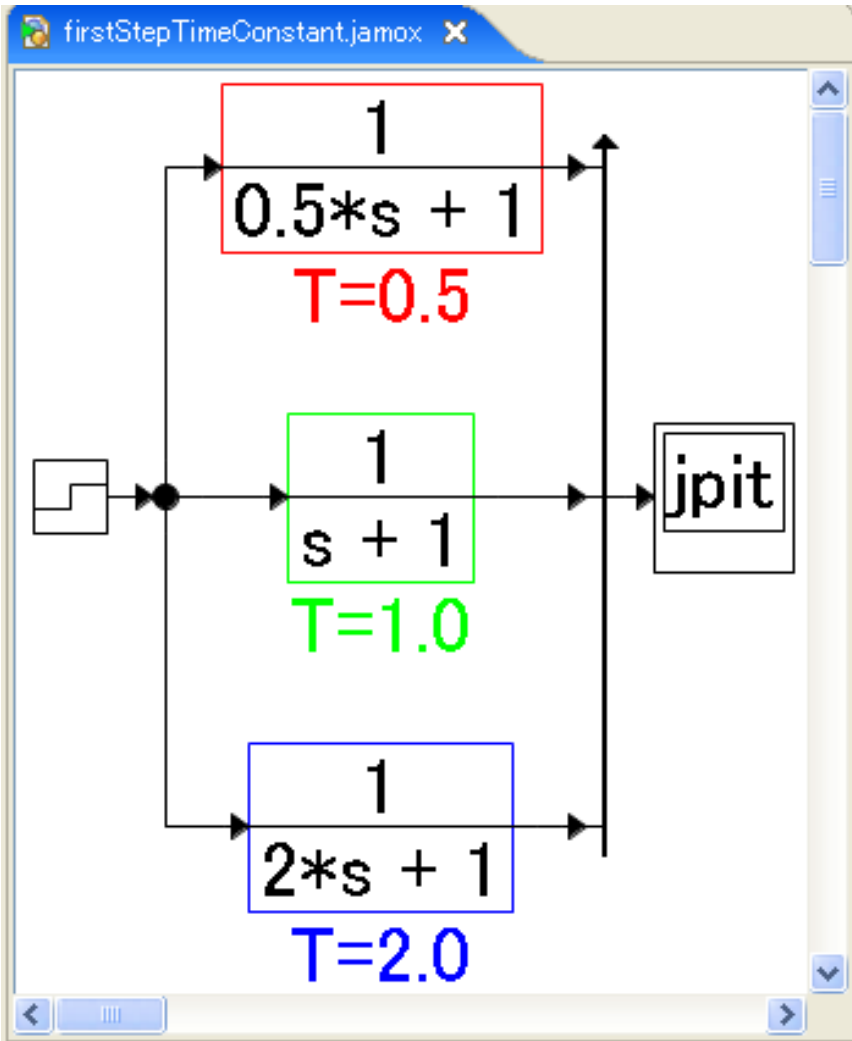 firstStepTimeConstant.jamox
1
0.5*s + 1
T=0.5
1
s + 1
T=1.0
jpit
1
2*s + 1
T=2.0